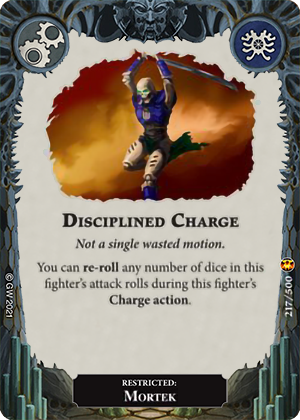 DISCIPLINED CHARGE
Not a single wasted motion.
You can re-roll any number of dice in this
fighter's attack rolls during this fighter's
Charge action.
© GW 2021
217/500
RESTRICTED:
MORTEK